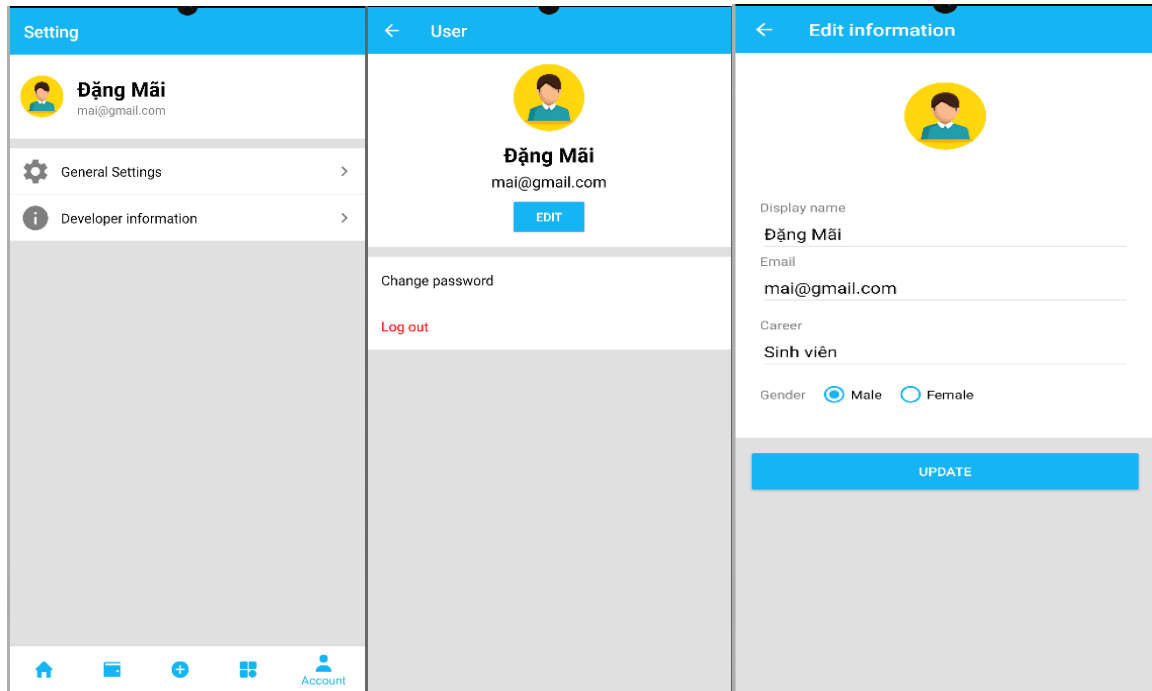 Setting
Đặng Mãi
mai@gmail.com
General Settings
Developer information
Account
User
Đặng Mãi
mai@gmail.com
EDIT
Change password
Log out
Edit information
Display name
Đặng Mãi
Email
mai@gmail.com
Career
Sinh viên
Gender Male Female
UPDATE